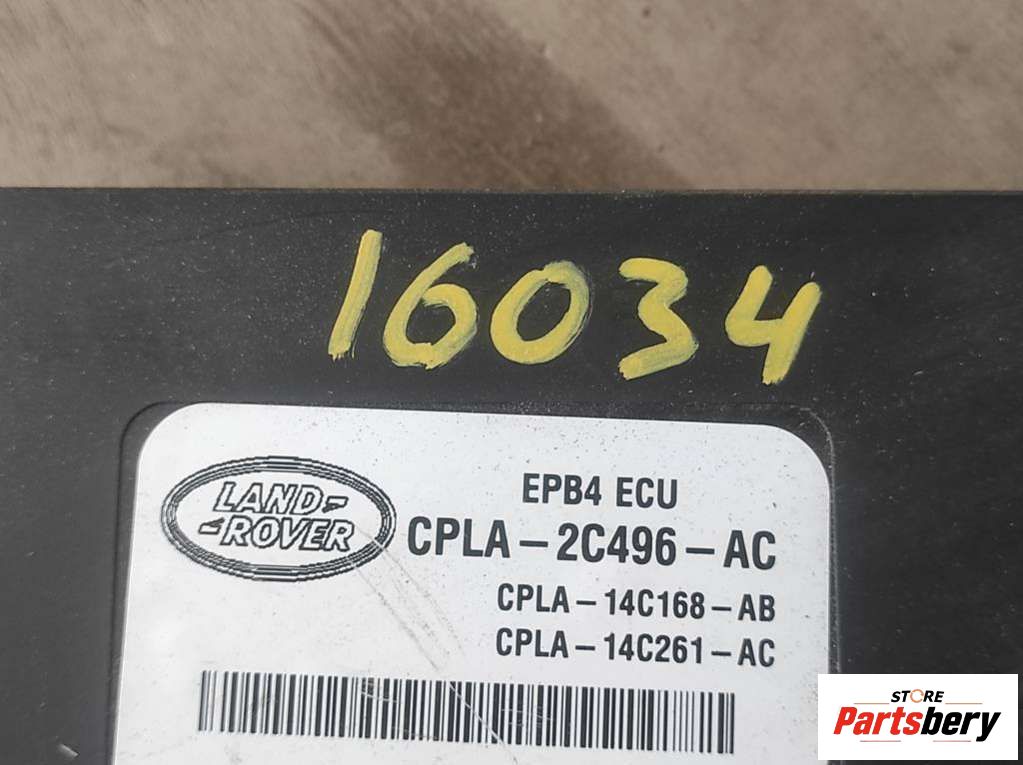 16034
LAND
ROVER
EPB4 ECU
CPLA-2C496-AC
CPLA-14C168-AB
CPLA-14C261-AC
STORE
Partsbery